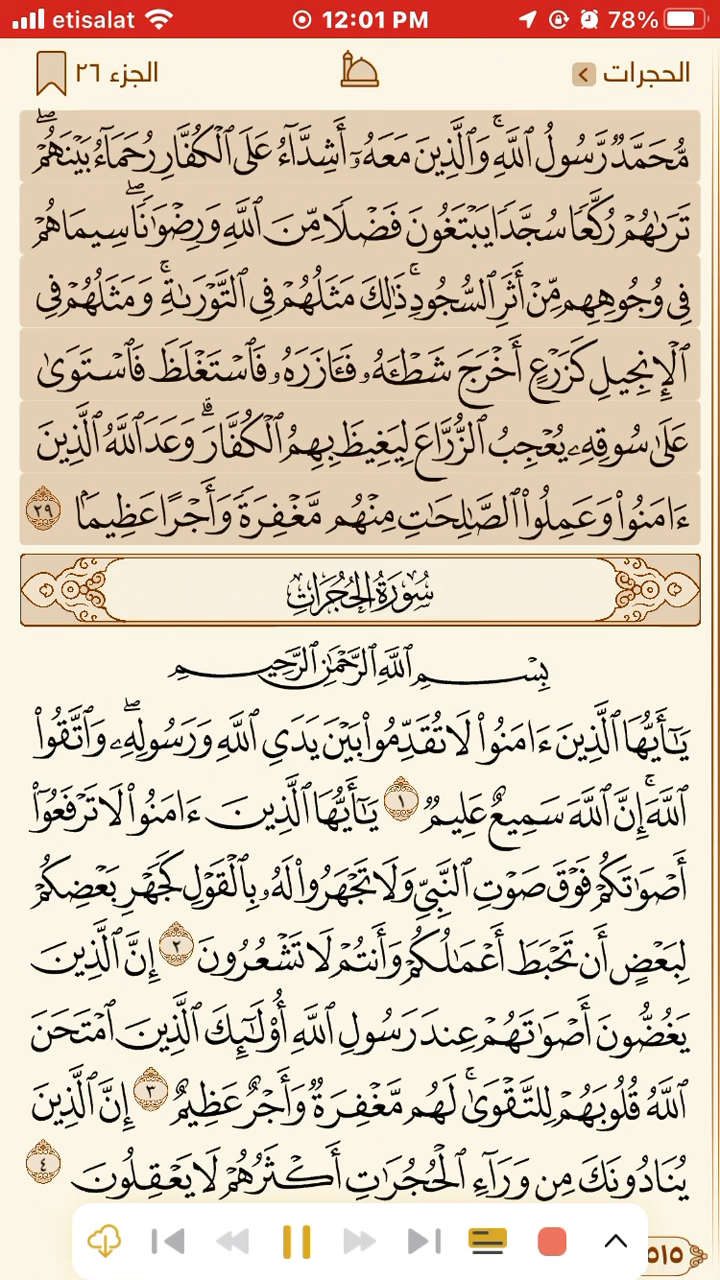 etisalat 12:01 PM 78%
الحجرات الجزء ٢٦
مُّحَمَّدٌ رَّسُولُ ٱللَّهِۚ وَٱلَّذِينَ مَعَهُۥٓ أَشِدَّآءُ عَلَى ٱلۡكُفَّارِ رُحَمَآءُ بَيۡنَهُمۡۖ
تَرَىٰهُمۡ رُكَّعٗا سُجَّدٗا يَبۡتَغُونَ فَضۡلٗا مِّنَ ٱللَّهِ وَرِضۡوَٰنٗاۖ سِيمَاهُمۡ
فِي وُجُوهِهِم مِّنۡ أَثَرِ ٱلسُّجُودِۚ ذَٰلِكَ مَثَلُهُمۡ فِي ٱلتَّوۡرَىٰةِۚ وَمَثَلُهُمۡ فِي
ٱلۡإِنجِيلِ كَزَرۡعٍ أَخۡرَجَ شَطۡـَٔهُۥ فَـَٔازَرَهُۥ فَٱسۡتَغۡلَظَ فَٱسۡتَوَىٰ
عَلَىٰ سُوقِهِۦ يُعۡجِبُ ٱلزُّرَّاعَ لِيَغِيظَ بِهِمُ ٱلۡكُفَّارَۗ وَعَدَ ٱللَّهُ ٱلَّذِينَ
ءَامَنُواْ وَعَمِلُواْ ٱلصَّٰلِحَٰتِ مِنۡهُم مَّغۡفِرَةٗ وَأَجۡرًا عَظِيمَۢا ٢٩
سُورَةُ الحُجُرَاتِ
بِسۡمِ ٱللَّهِ ٱلرَّحۡمَٰنِ ٱلرَّحِيمِ
يَٰٓأَيُّهَا ٱلَّذِينَ ءَامَنُواْ لَا تُقَدِّمُواْ بَيۡنَ يَدَيِ ٱللَّهِ وَرَسُولِهِۦۖ وَٱتَّقُواْ
ٱللَّهَۚ إِنَّ ٱللَّهَ سَمِيعٌ عَلِيمٞ ١ يَٰٓأَيُّهَا ٱلَّذِينَ ءَامَنُواْ لَا تَرۡفَعُوٓاْ
أَصۡوَٰتَكُمۡ فَوۡقَ صَوۡتِ ٱلنَّبِيِّ وَلَا تَجۡهَرُواْ لَهُۥ بِٱلۡقَوۡلِ كَجَهۡرِ بَعۡضِكُمۡ
لِبَعۡضٍ أَن تَحۡبَطَ أَعۡمَٰلُكُمۡ وَأَنتُمۡ لَا تَشۡعُرُونَ ٢ إِنَّ ٱلَّذِينَ
يَغُضُّونَ أَصۡوَٰتَهُمۡ عِندَ رَسُولِ ٱللَّهِ أُوْلَٰٓئِكَ ٱلَّذِينَ ٱمۡتَحَنَ
ٱللَّهُ قُلُوبَهُمۡ لِلتَّقۡوَىٰۚ لَهُم مَّغۡفِرَةٞ وَأَجۡرٌ عَظِيمٌ ٣ إِنَّ ٱلَّذِينَ
يُنَادُونَكَ مِن وَرَآءِ ٱلۡحُجُرَٰتِ أَكۡثَرُهُمۡ لَا يَعۡقِلُونَ ٤
٥١٥